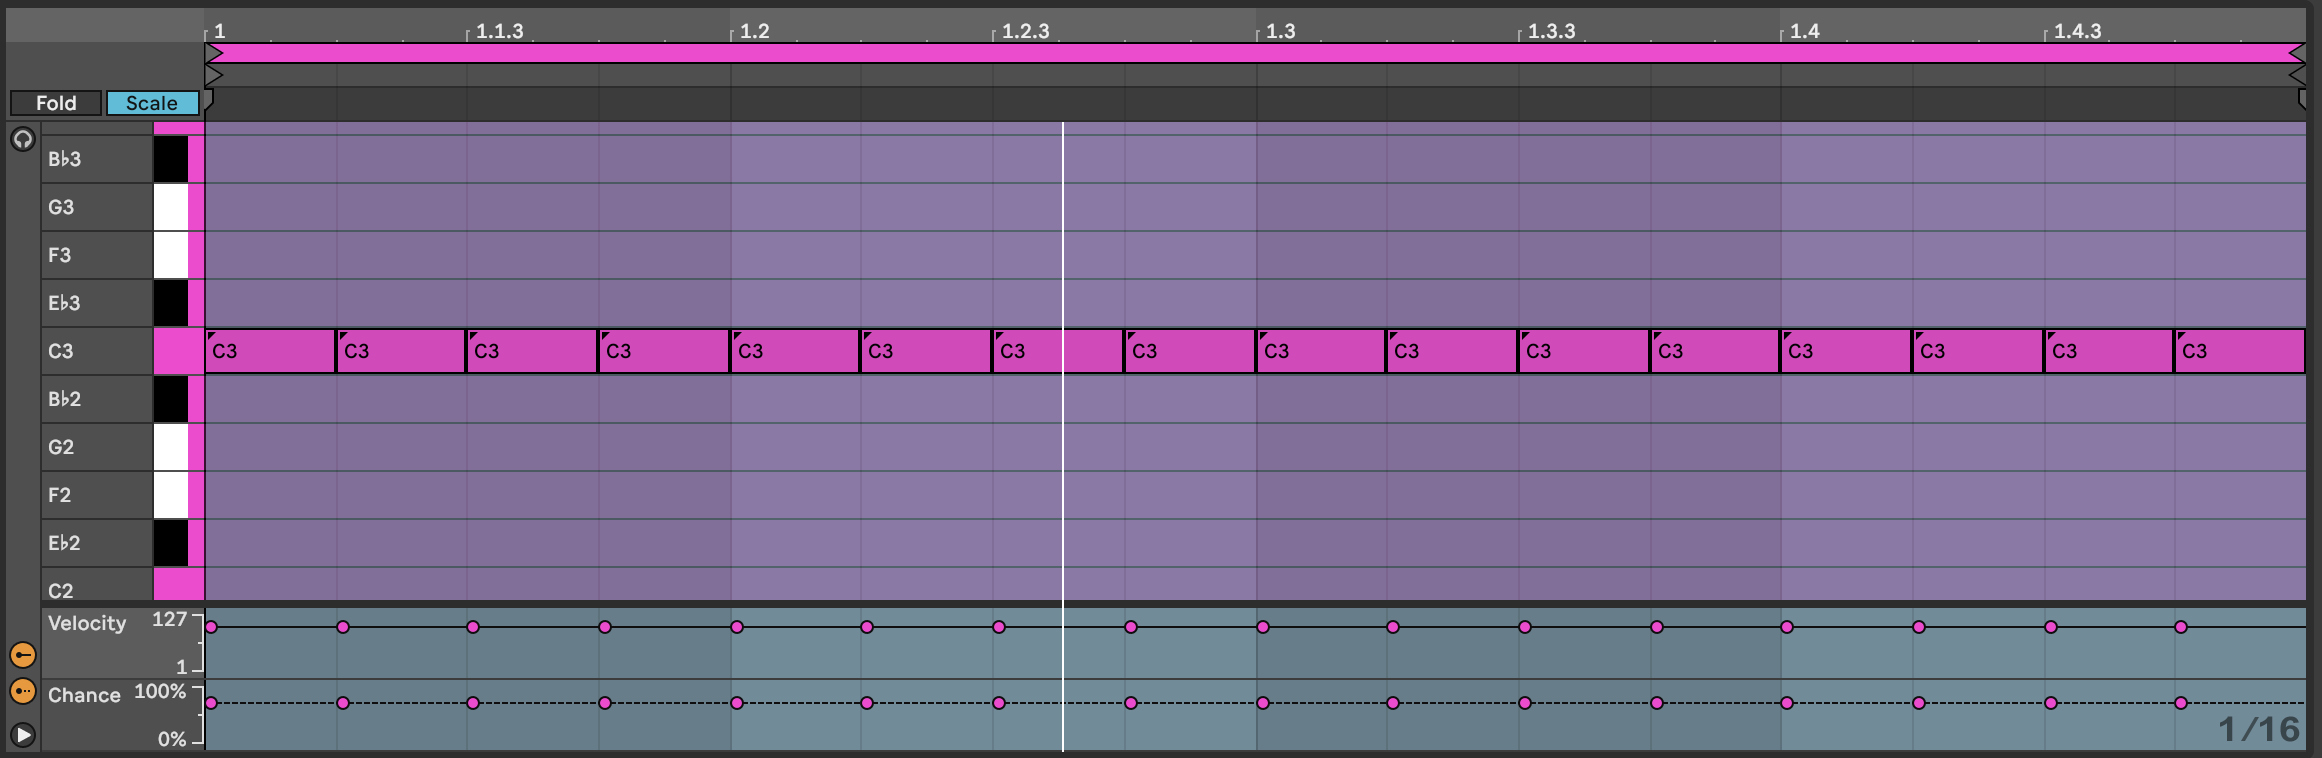 1 1.1.3 1.2 1.2.3 1.3 1.3.3 1.4 1.4.3
Fold Scale
B♭3
G3
F3
E♭3
C3 C3 C3 C3 C3 C3 C3 C3 C3 C3 C3 C3 C3 C3 C3 C3 C3
B♭2
G2
F2
E♭2
C2
Velocity 127
1
Chance 100%
0% 1/16